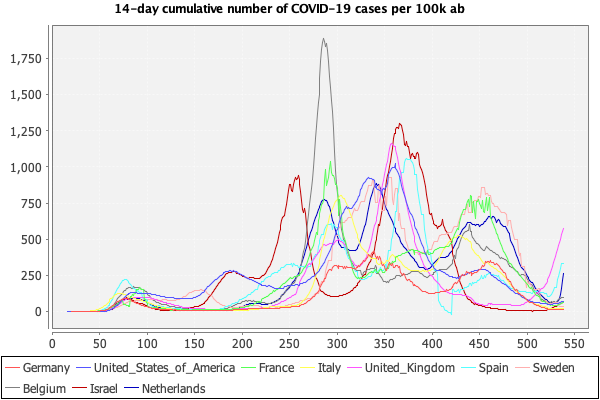 14-day cumulative number of COVID-19 cases per 100k ab
1,750
1,500
1,250
1,000
750
500
250
0
0 50 100 150 200 250 300 350 400 450 500 550
Germany United_States_of_America France Italy United_Kingdom Spain Sweden
Belgium Israel Netherlands